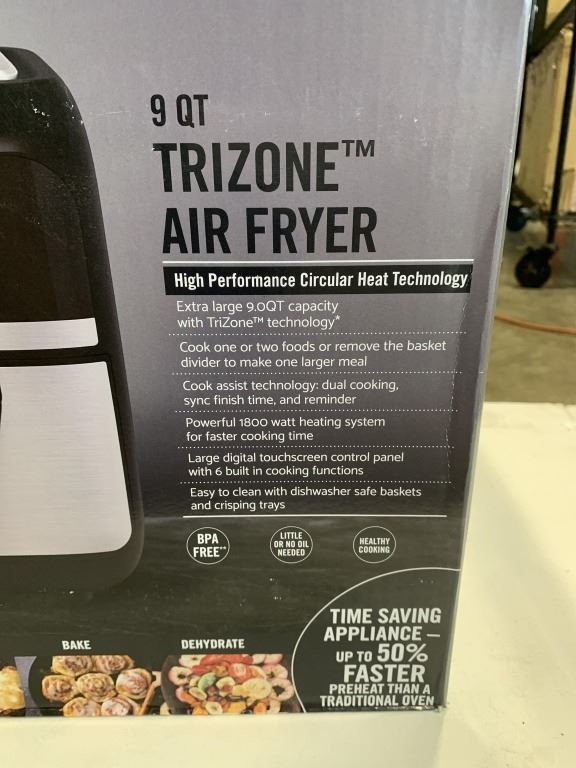 9 QT
TRIZONE™
AIR FRYER
High Performance Circular Heat Technology
Extra large 9.0QT capacity
with TriZone™ technology*
Cook one or two foods or remove the basket
divider to make one larger meal
Cook assist technology: dual cooking,
sync finish time, and reminder
Powerful 1800 watt heating system
for faster cooking time
Large digital touchscreen control panel
with 6 built in cooking functions
Easy to clean with dishwasher safe baskets
and crisping trays
BPA
FREE**
LITTLE
OR NO OIL
NEEDED
HEALTHY
COOKING
TIME SAVING
APPLIANCE –
UP TO 50%
FASTER
PREHEAT THAN A
TRADITIONAL OVEN
BAKE
DEHYDRATE